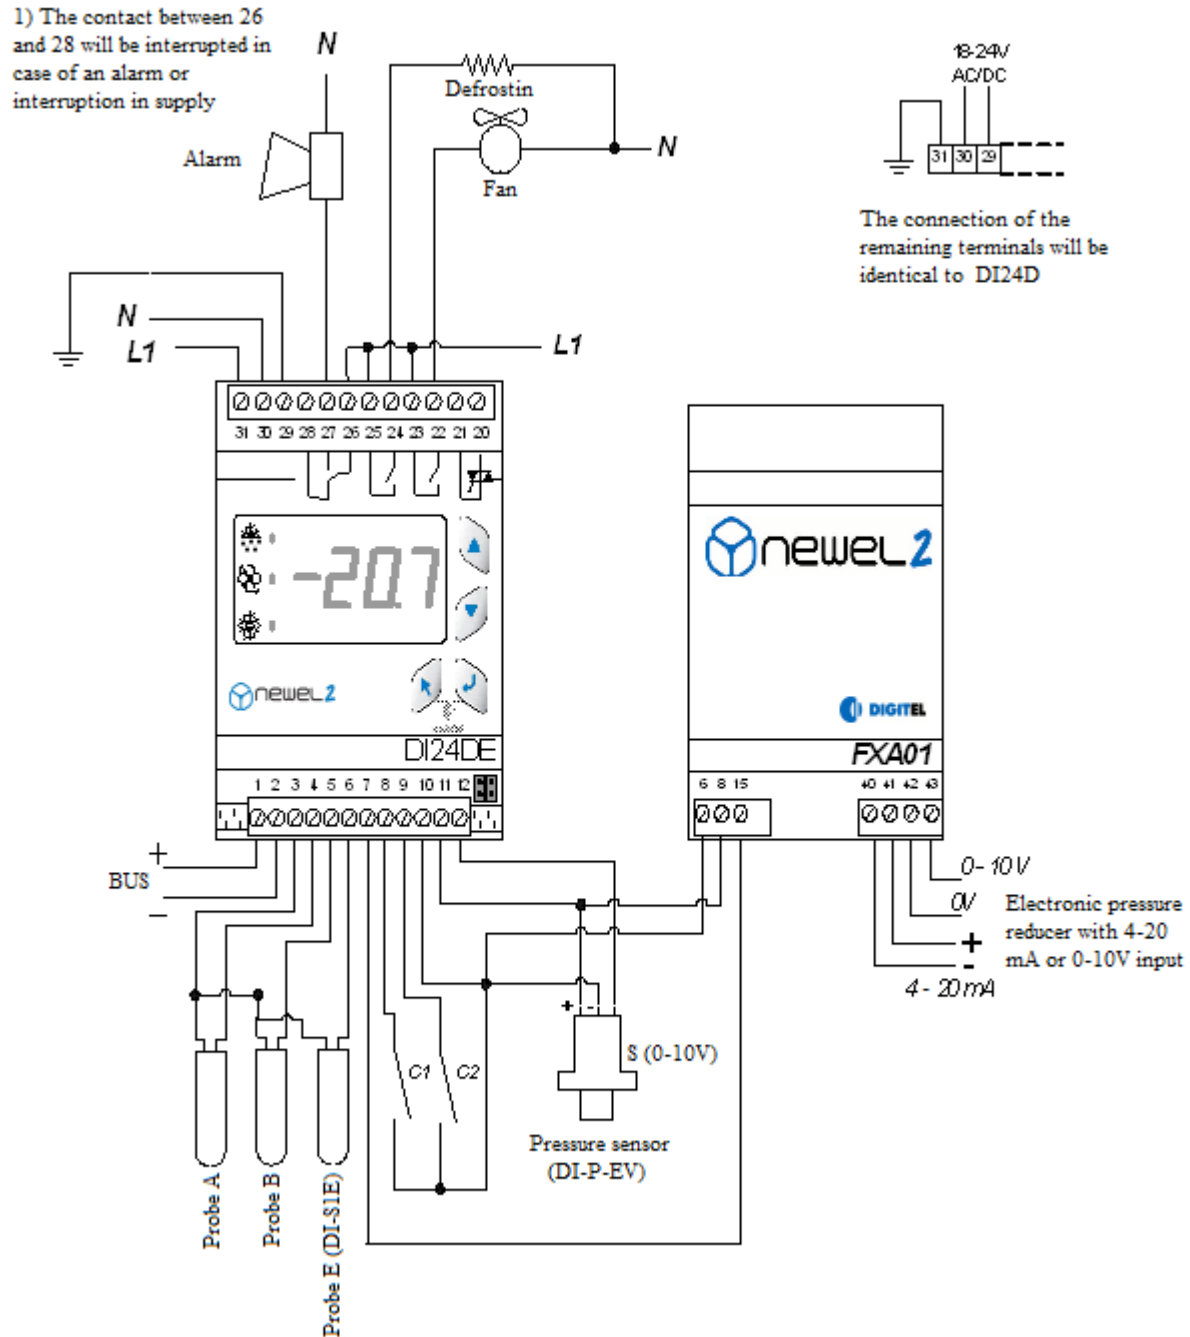 1) The contact between 26
and 28 will be interrupted in
case of an alarm or
interruption in supply
N
Alarm
Defrostin
Fan
N
18-24V
AC/DC
31 30 29
The connection of the
remaining terminals will be
identical to DI24D
N
L1
L1
31 30 29 28 27 26 25 24 23 22 21 20
-20.7
newel 2
DI24DE
1 2 3 4 5 6 7 8 9 10 11 12
newel 2
DIGITEL
FXA01
6 8 15
40 41 42 43
+
BUS
-
0-10V
0V
+
-
4-20mA
Electronic pressure
reducer with 4-20
mA or 0-10V input
+ -
S (0-10V)
C1
C2
Pressure sensor
(DI-P-EV)
Probe A
Probe B
Probe E (DI-S1E)